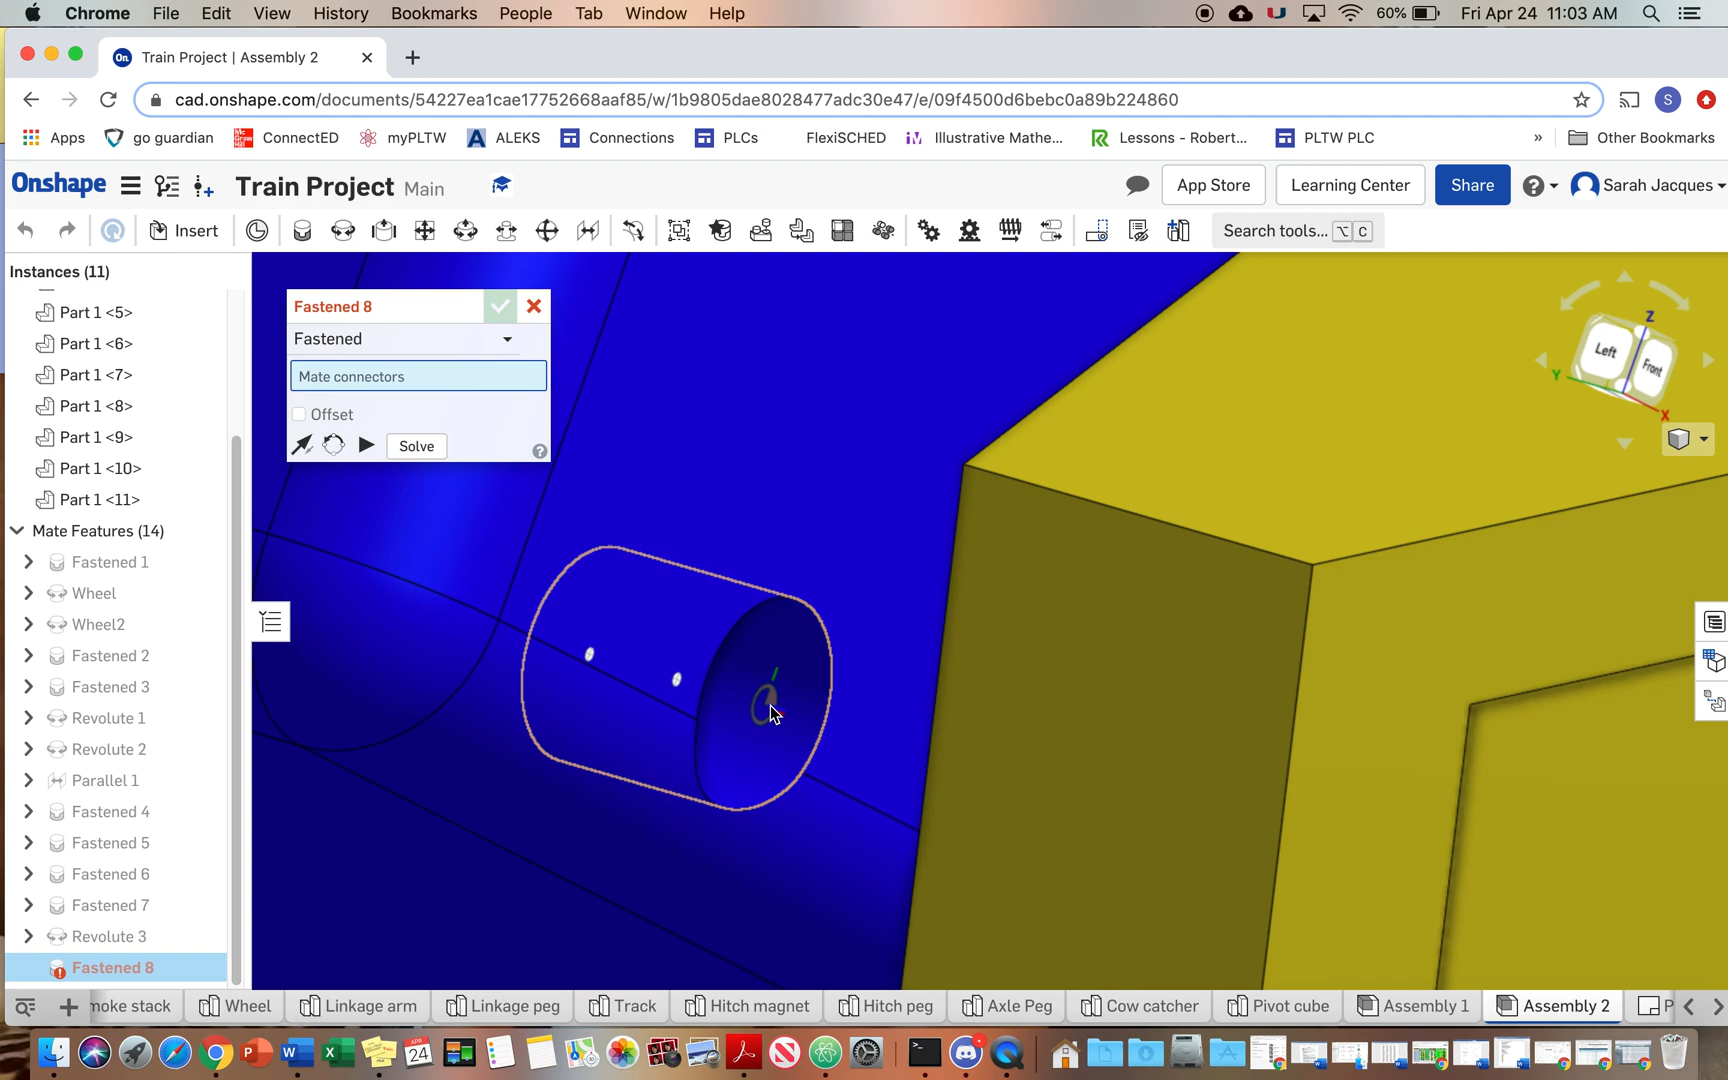 Chrome File Edit View History Bookmarks People Tab Window Help 60% Fri Apr 24 11:03 AM
On Train Project | Assembly 2
cad.onshape.com/documents/54227ea1cae17752668aaf85/w/1b9805dae8028477adc30e47/e/09f4500d6bebc0a89b224860 S
Apps go guardian ConnectED myPLTW ALEKS Connections PLCs FlexiSCHED Illustrative Mathe... Lessons - Robert... PLTW PLC » Other Bookmarks
Onshape Train Project Main App Store Learning Center Share Sarah Jacques
Insert Search tools... ⌥ C
Instances (11)
Part 1 <5>
Part 1 <6>
Part 1 <7>
Part 1 <8>
Part 1 <9>
Part 1 <10>
Part 1 <11>
Mate Features (14)
Fastened 1
Wheel
Wheel2
Fastened 2
Fastened 3
Revolute 1
Revolute 2
Parallel 1
Fastened 4
Fastened 5
Fastened 6
Fastened 7
Revolute 3
Fastened 8
Fastened 8
Fastened
Mate connectors
Offset
Solve
Z
Left Front
Y
X
moke stack Wheel Linkage arm Linkage peg Track Hitch magnet Hitch peg Axle Peg Cow catcher Pivot cube Assembly 1 Assembly 2 P
APR
24